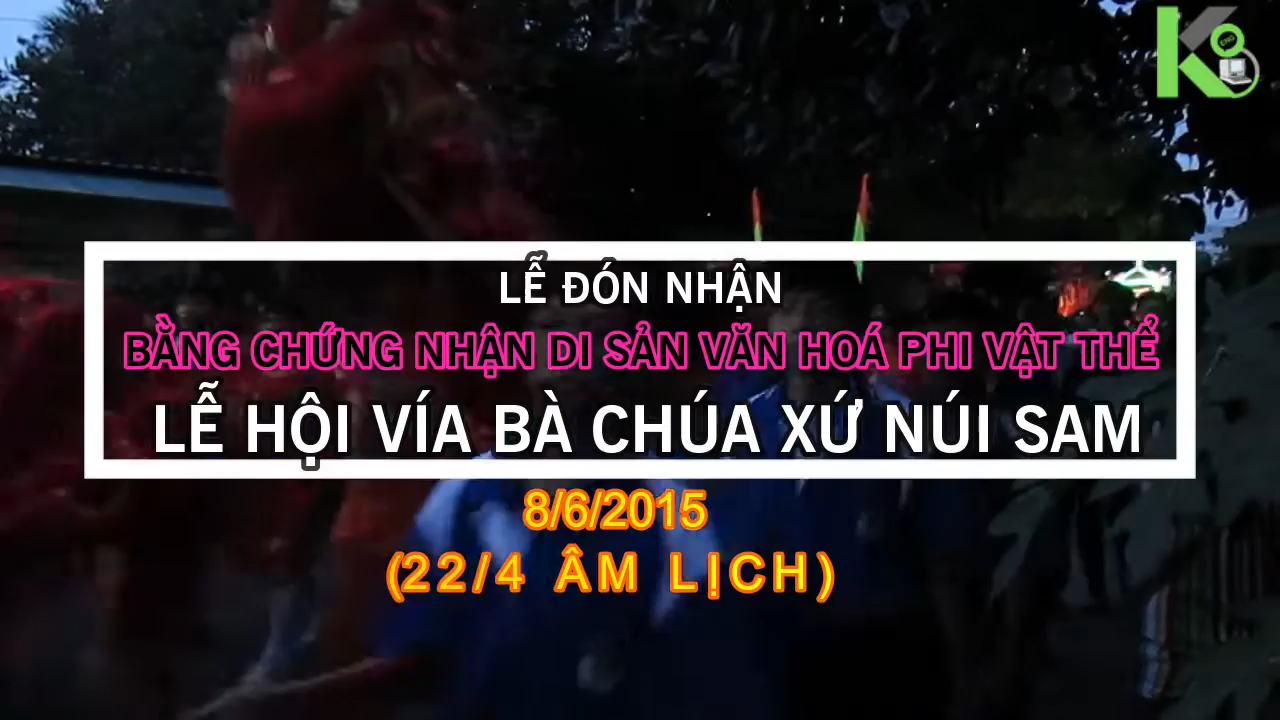 LỄ ĐÓN NHẬN
BẰNG CHỨNG NHẬN DI SẢN VĂN HOÁ PHI VẬT THỂ
LỄ HỘI VÍA BÀ CHÚA XỨ NÚI SAM
8/6/2015
(22/4 ÂM LỊCH)